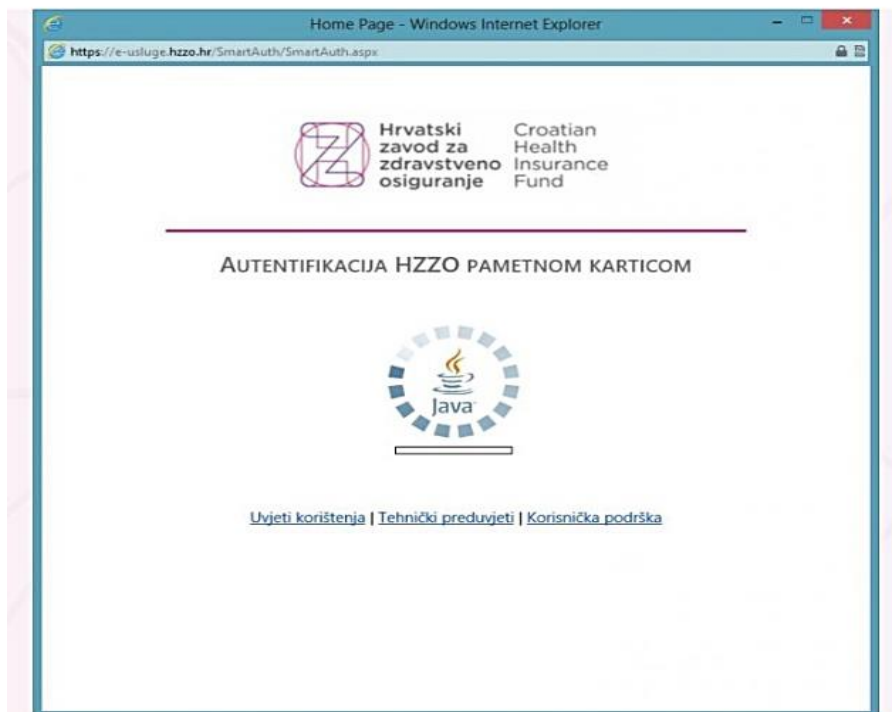 Home Page - Windows Internet Explorer
https://e-usluge.hzzo.hr/SmartAuth/SmartAuth.aspx
Hrvatski zavod za zdravstveno osiguranje
Croatian Health Insurance Fund
AUTENTIFIKACIJA HZZO PAMETNOM KARTICOM
Java
Uvjeti korištenja | Tehnički preduvjeti | Korisnička podrška